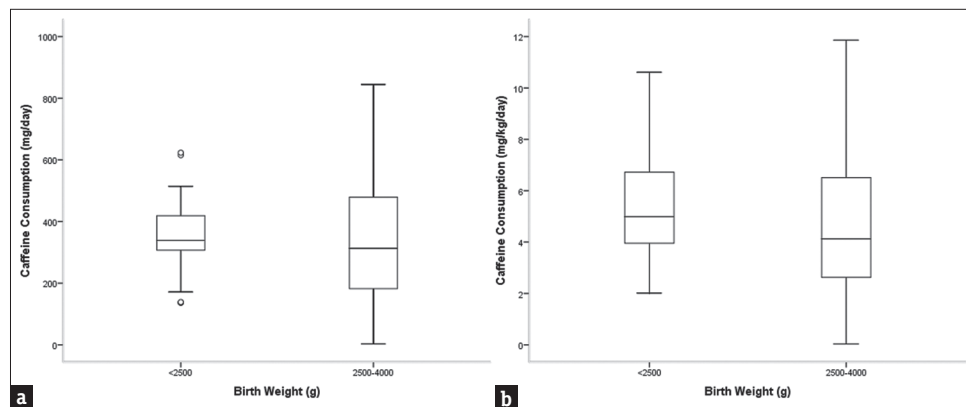 Caffeine Consumption (mg/day)
1000
800
600
400
200
0
<2500
2500-4000
Birth Weight (g)
a
Caffeine Consumption (mg/kg/day)
12
10
8
6
4
2
0
<2500
2500-4000
Birth Weight (g)
b